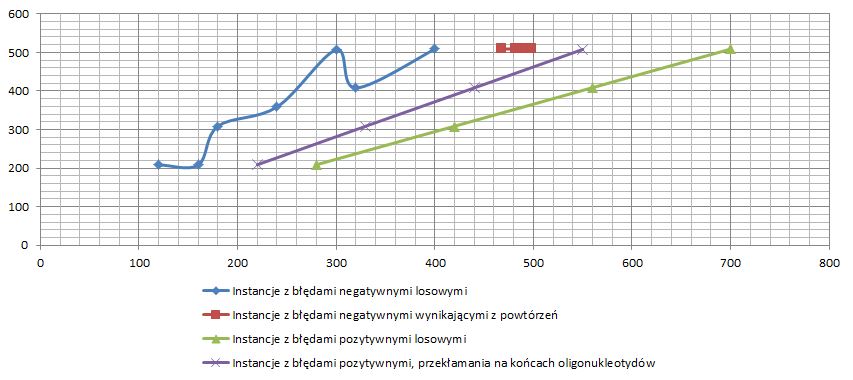 600
500
400
300
200
100
0
0 100 200 300 400 500 600 700 800
Instancje z błędami negatywnymi losowymi
Instancje z błędami negatywnymi wynikającymi z powtórzeń
Instancje z błędami pozytywnymi losowymi
Instancje z błędami pozytywnymi, przekłamania na końcach oligonukleotydów